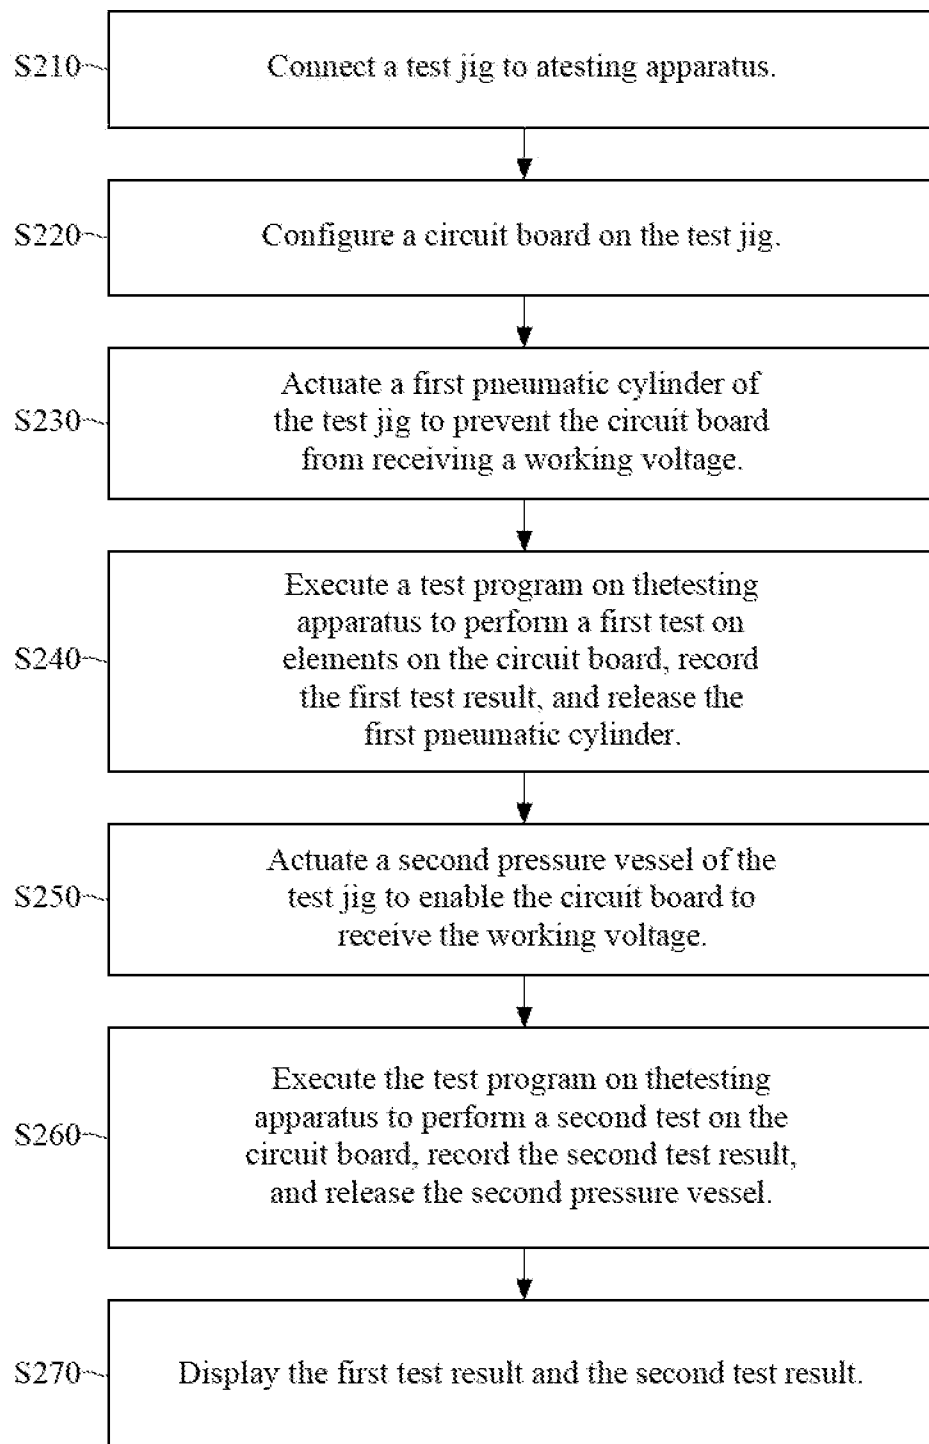 S210
Connect a test jig to atesting apparatus.
S220
Configure a circuit board on the test jig.
S230
Actuate a first pneumatic cylinder of
the test jig to prevent the circuit board
from receiving a working voltage.
S240
Execute a test program on thetesting
apparatus to perform a first test on
elements on the circuit board, record
the first test result, and release the
first pneumatic cylinder.
S250
Actuate a second pressure vessel of the
test jig to enable the circuit board to
receive the working voltage.
S260
Execute the test program on thetesting
apparatus to perform a second test on the
circuit board, record the second test result,
and release the second pressure vessel.
S270
Display the first test result and the second test result.